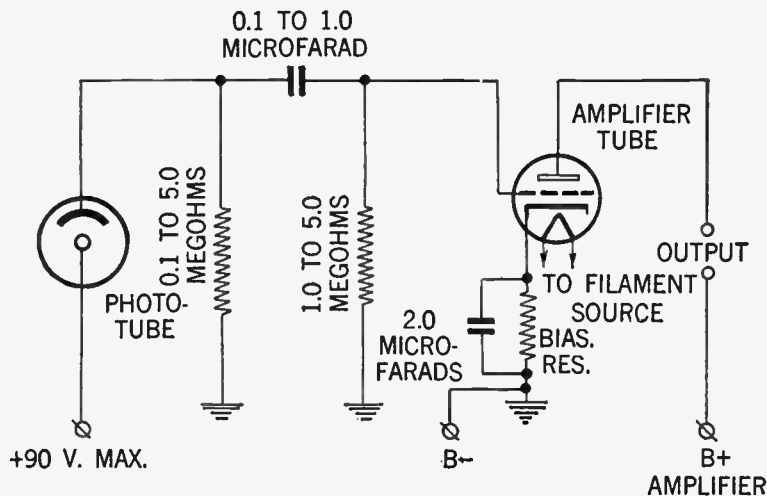 0.1 TO 1.0
MICROFARAD
AMPLIFIER
TUBE
0.1 TO 5.0
MEGOHMS
1.0 TO 5.0
MEGOHMS
PHOTO-
TUBE
OUTPUT
TO FILAMENT
SOURCE
2.0
MICRO-
FARADS
BIAS.
RES.
+90 V. MAX.
B-
B+
AMPLIFIER